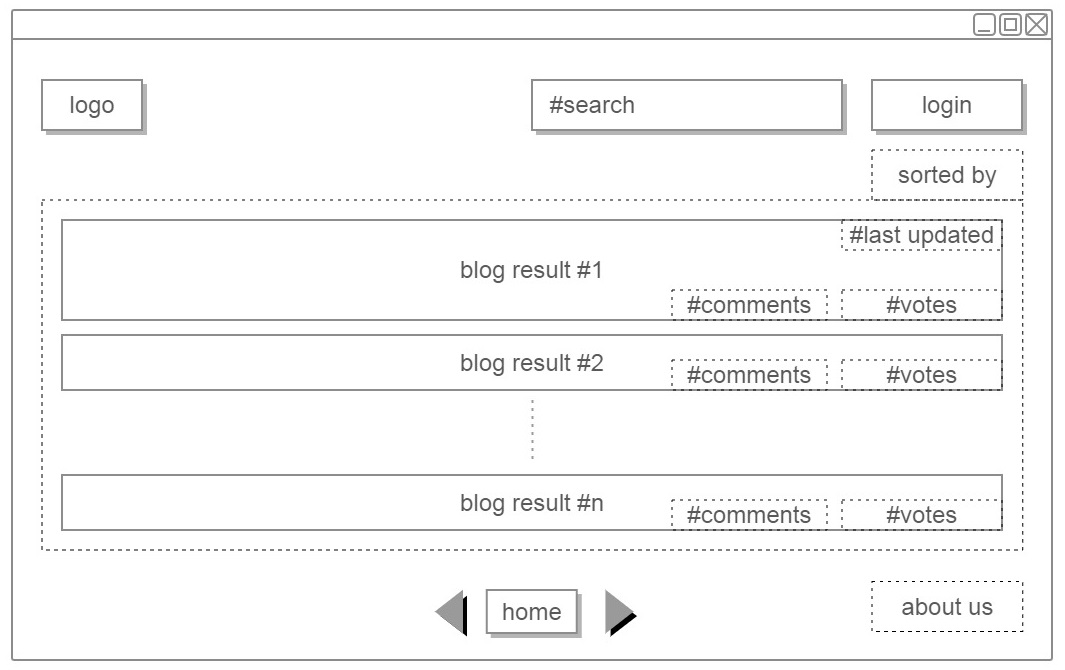 logo
#search
login
sorted by
#last updated
blog result #1
#comments
#votes
blog result #2
#comments
#votes
blog result #n
#comments
#votes
home
about us